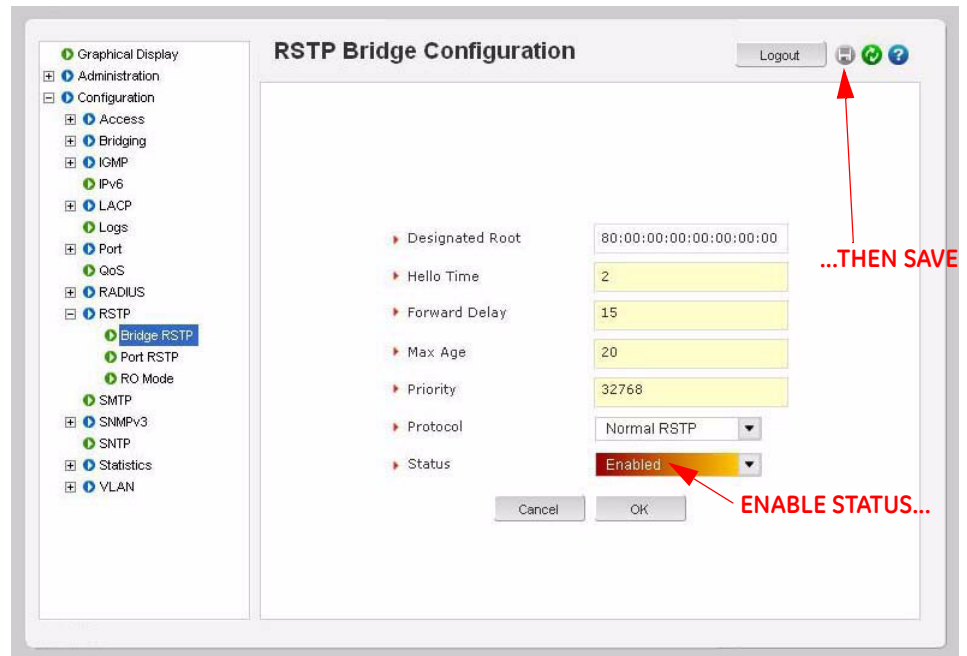 RSTP Bridge Configuration
Logout
Graphical Display
Administration
Configuration
Access
Bridging
IGMP
IPv6
LACP
Logs
Port
QoS
RADIUS
RSTP
Bridge RSTP
Port RSTP
RO Mode
SMTP
SNMPv3
SNTP
Statistics
VLAN
Designated Root 80:00:00:00:00:00:00:00
Hello Time 2
Forward Delay 15
Max Age 20
Priority 32768
Protocol Normal RSTP
Status Enabled
Cancel OK
...THEN SAVE
ENABLE STATUS...